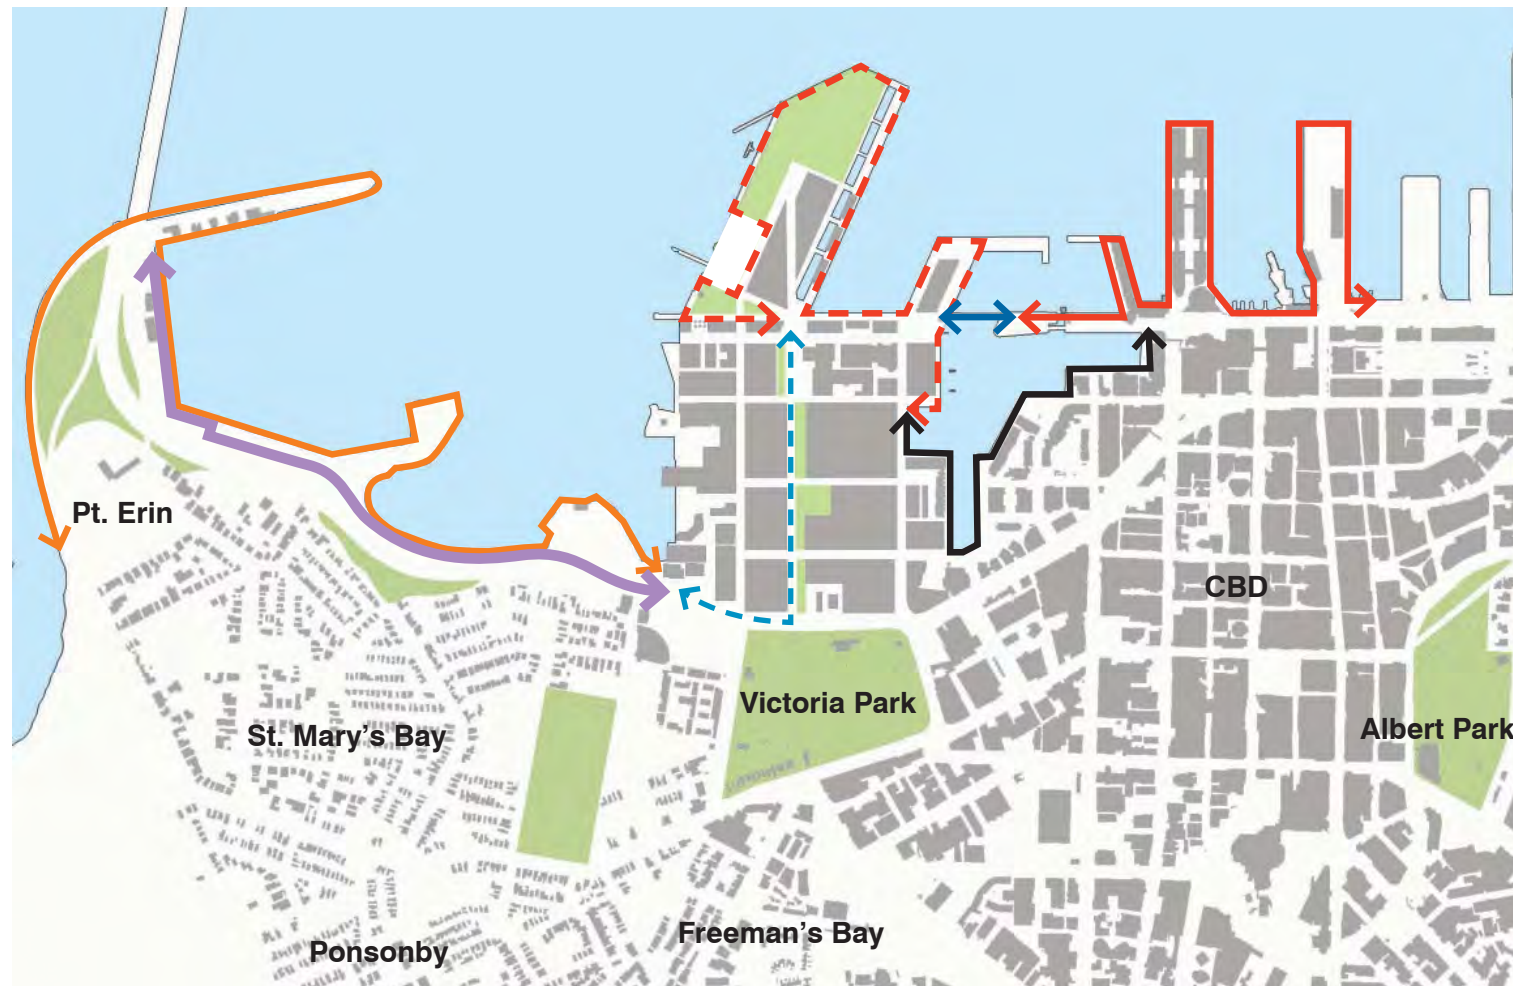 Pt. Erin
CBD
Victoria Park
Albert Park
St. Mary's Bay
Freeman's Bay
Ponsonby